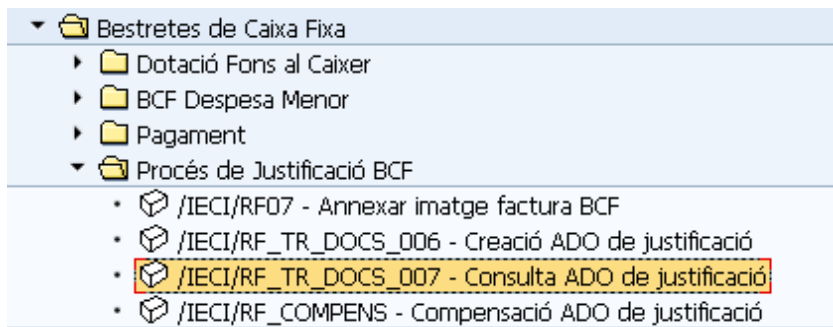 Bestretes de Caixa Fixa
Dotació Fons al Caixer
BCF Despesa Menor
Pagament
Procés de Justificació BCF
/IECI/RF07 - Annexar imatge factura BCF
/IECI/RF_TR_DOCS_006 - Creació ADO de justificació
/IECI/RF_TR_DOCS_007 - Consulta ADO de justificació
/IECI/RF_COMPENS - Compensació ADO de justificació